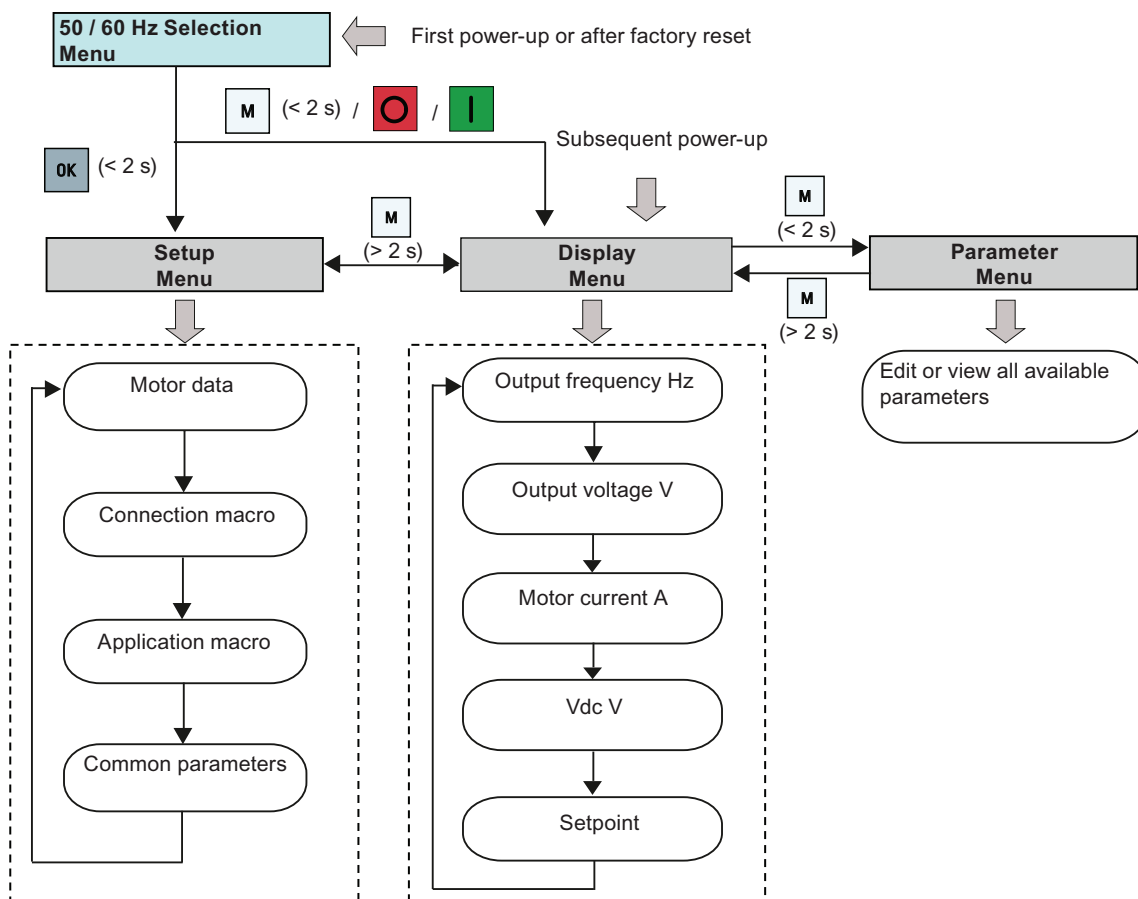 50 / 60 Hz Selection
Menu
First power-up or after factory reset
M (< 2 s) / O / I
Subsequent power-up
OK (< 2 s)
M
(> 2 s)
M
(< 2 s)
Setup
Menu
Display
Menu
Parameter
Menu
M
(> 2 s)
Motor data
Connection macro
Application macro
Common parameters
Output frequency Hz
Output voltage V
Motor current A
Vdc V
Setpoint
Edit or view all available
parameters